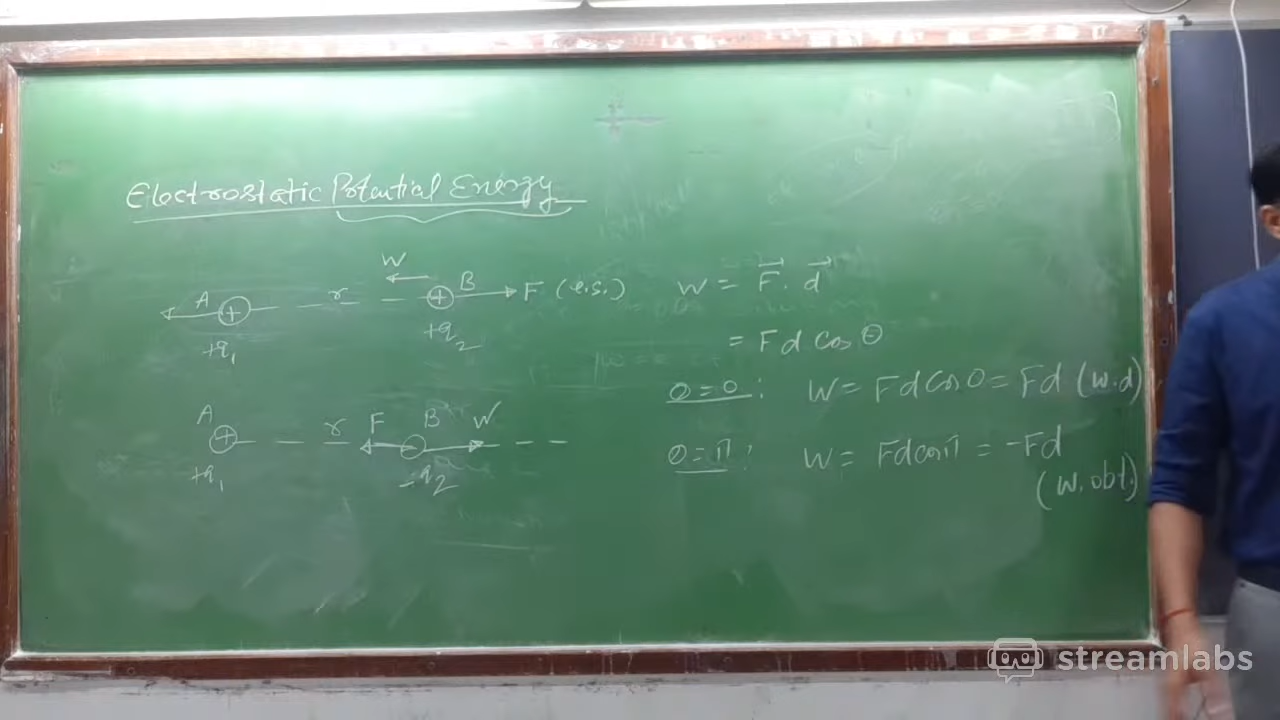 Electrostatic Potential Energy
W
A r B F (e.s.)
+q₁ +q₂
A r F B W
+q₁ -q₂
W = F⃗. d⃗
= Fd Cos θ
θ = 0 : W = Fd Cos 0 = Fd (w.d)
θ = π : W = Fd cos π = -Fd
(w. obt.)
streamlabs